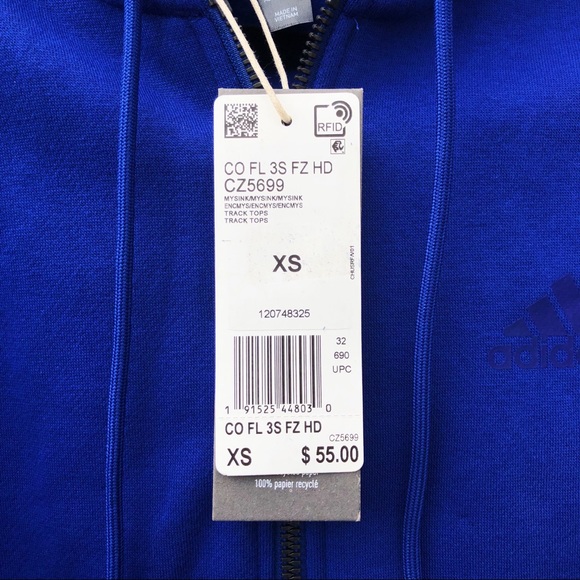 MADE IN
VIETNAM
RFID
CO FL 3S FZ HD
CZ5699
MYSINK/MYSINK/MYSINK
ENCMYS/ENCMYS/ENCMYS
TRACK TOPS
TRACK TOPS
XS
120748325
32
690
UPC
1 91525 44803 0
CO FL 3S FZ HD
CZ5699
XS
$ 55.00
100% papier recyclé
adidas